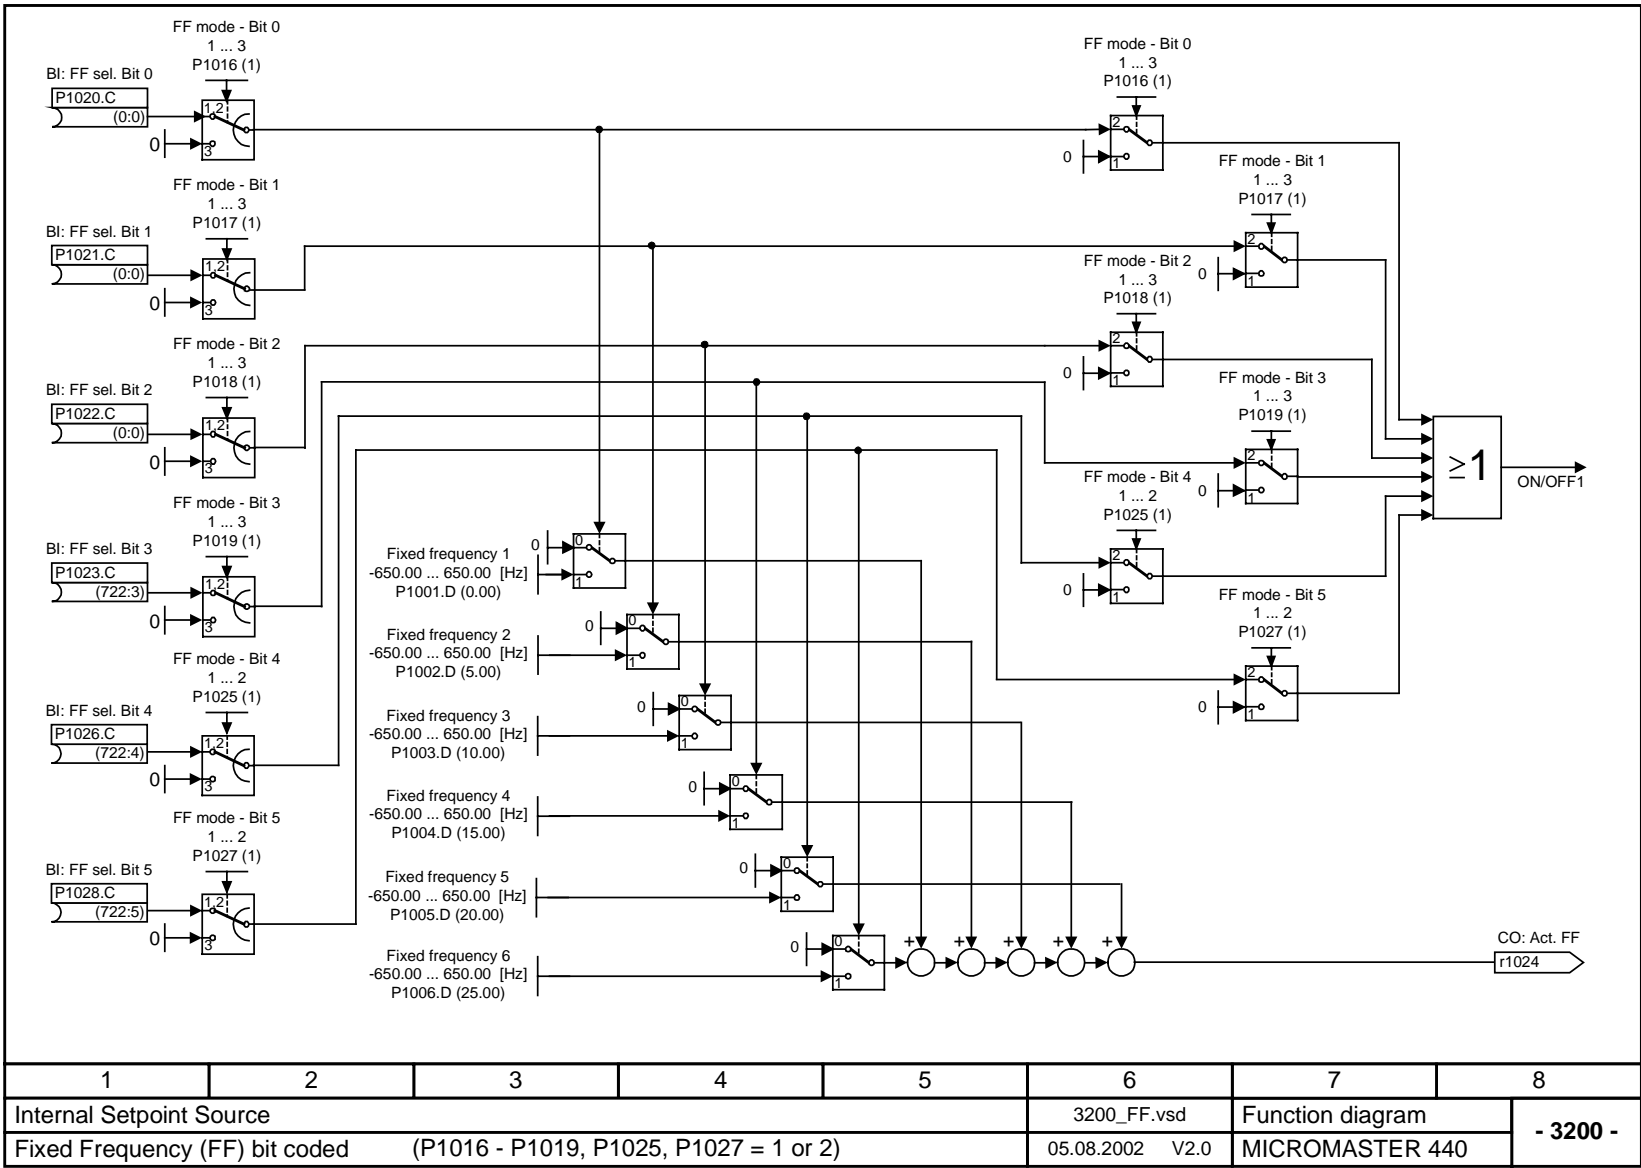 FF mode - Bit 0
1 ... 3
P1016 (1)
BI: FF sel. Bit 0
P1020.C
(0:0)
1,2
0
3
FF mode - Bit 1
1 ... 3
P1017 (1)
BI: FF sel. Bit 1
P1021.C
(0:0)
1,2
0
3
FF mode - Bit 2
1 ... 3
P1018 (1)
BI: FF sel. Bit 2
P1022.C
(0:0)
1,2
0
3
FF mode - Bit 3
1 ... 3
P1019 (1)
BI: FF sel. Bit 3
P1023.C
(722:3)
1,2
0
3
FF mode - Bit 4
1 ... 2
P1025 (1)
BI: FF sel. Bit 4
P1026.C
(722:4)
1,2
0
3
FF mode - Bit 5
1 ... 2
P1027 (1)
BI: FF sel. Bit 5
P1028.C
(722:5)
1,2
0
3
Fixed frequency 1
-650.00 ... 650.00 [Hz]
P1001.D (0.00)
0
0
1
Fixed frequency 2
-650.00 ... 650.00 [Hz]
P1002.D (5.00)
0
0
1
Fixed frequency 3
-650.00 ... 650.00 [Hz]
P1003.D (10.00)
0
0
1
Fixed frequency 4
-650.00 ... 650.00 [Hz]
P1004.D (15.00)
0
0
1
Fixed frequency 5
-650.00 ... 650.00 [Hz]
P1005.D (20.00)
0
0
1
Fixed frequency 6
-650.00 ... 650.00 [Hz]
P1006.D (25.00)
0
0
1
+ + + + +
FF mode - Bit 0
1 ... 3
P1016 (1)
2
0
1
FF mode - Bit 1
1 ... 3
P1017 (1)
2
0
1
FF mode - Bit 2
1 ... 3
P1018 (1)
2
0
1
FF mode - Bit 3
1 ... 3
P1019 (1)
2
0
1
FF mode - Bit 4
1 ... 2
P1025 (1)
2
0
1
FF mode - Bit 5
1 ... 2
P1027 (1)
2
0
1
≥1
ON/OFF1
CO: Act. FF
r1024
1 2 3 4 5 6 7 8
Internal Setpoint Source 3200_FF.vsd Function diagram
- 3200 -
Fixed Frequency (FF) bit coded (P1016 - P1019, P1025, P1027 = 1 or 2) 05.08.2002 V2.0 MICROMASTER 440